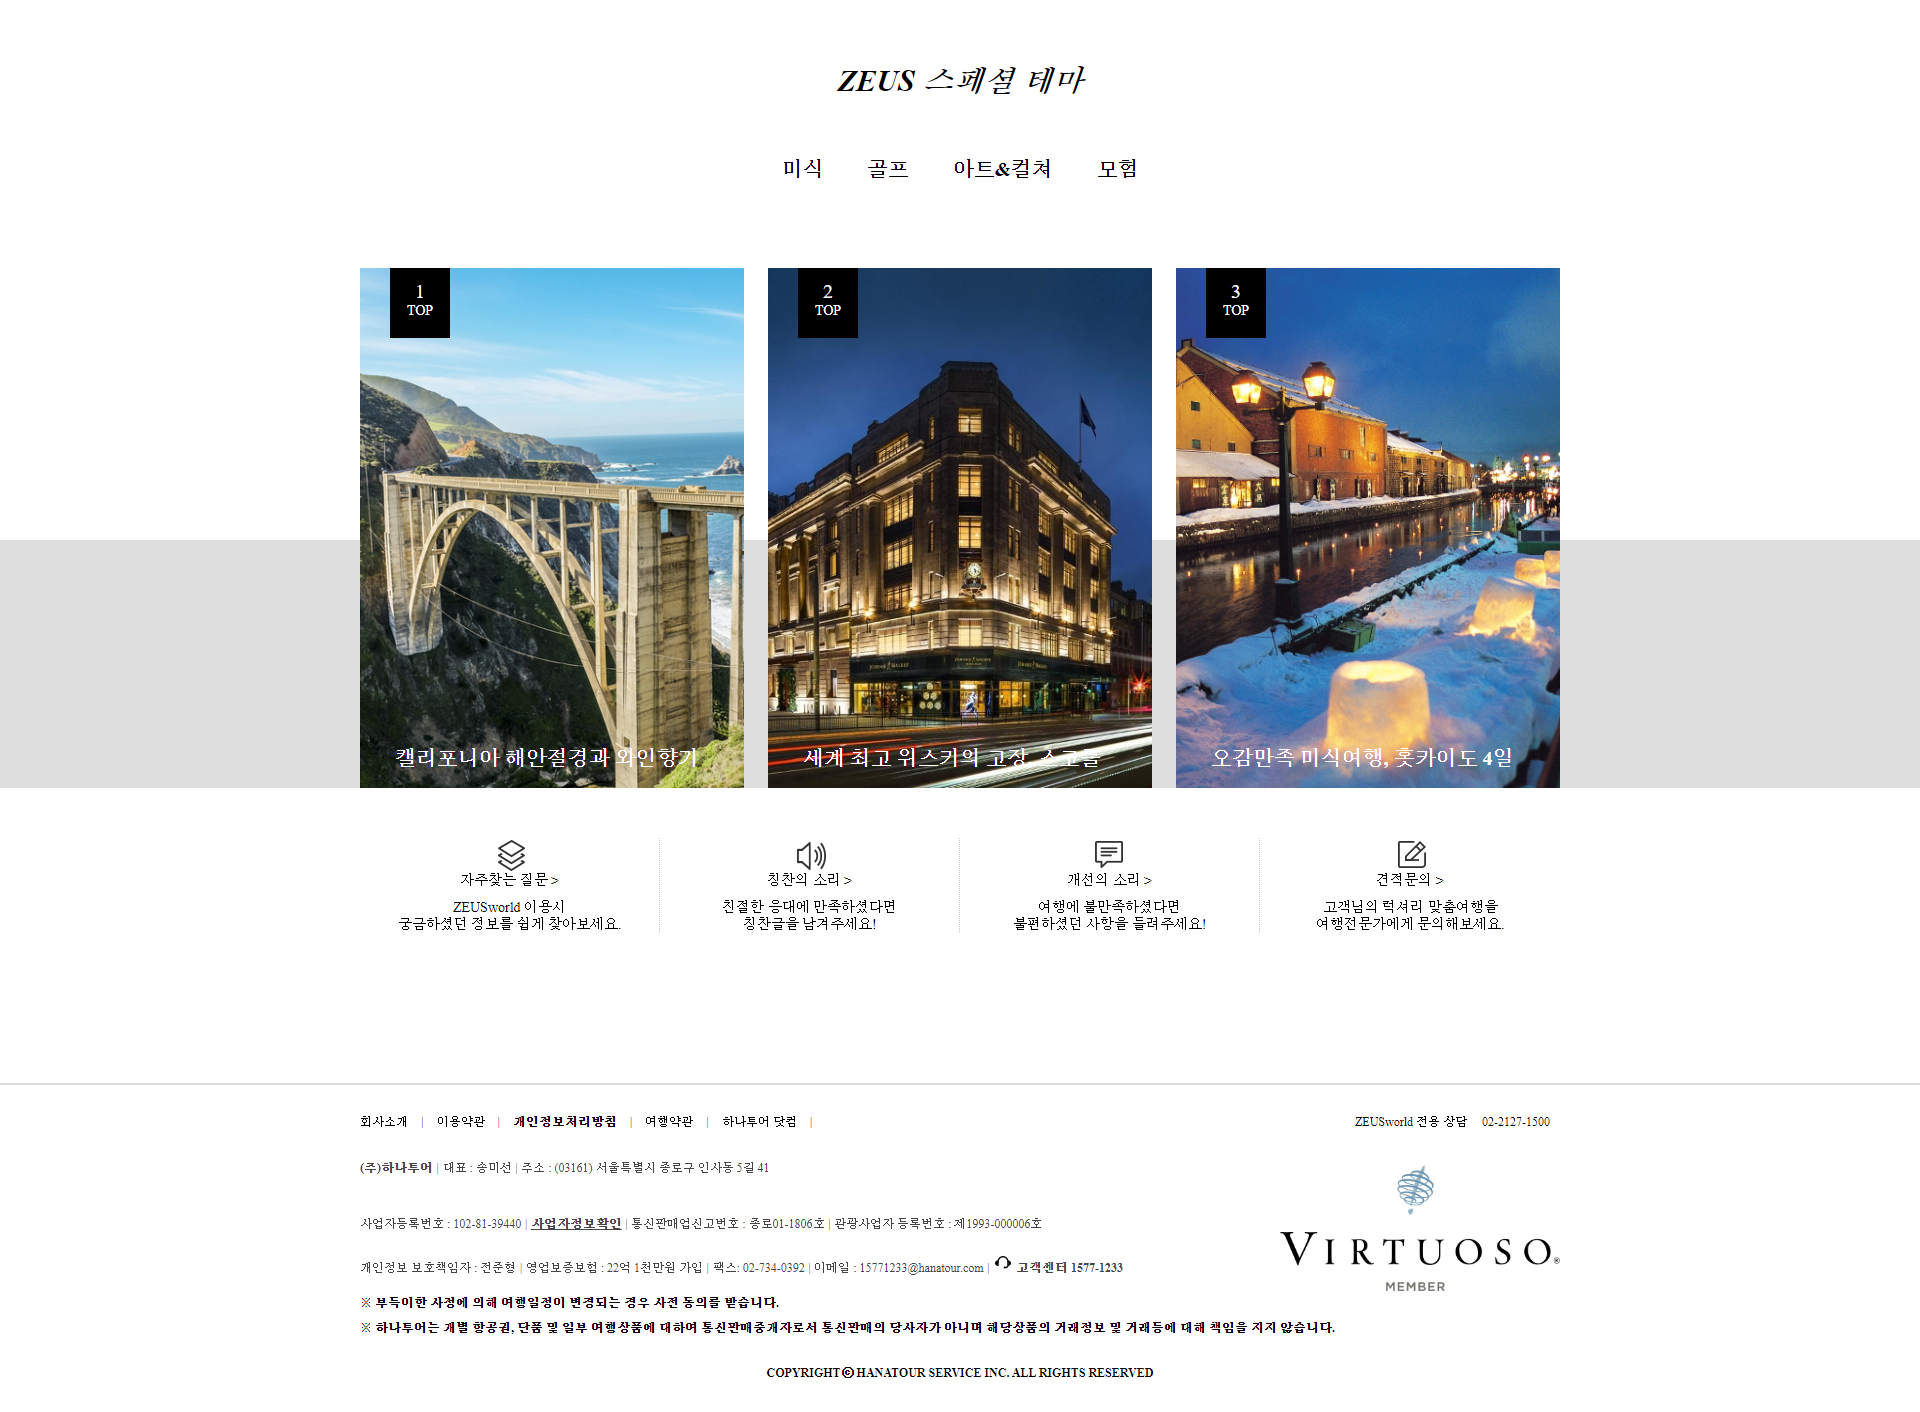 ZEUS 스페셜 테마
미식 골프 아트&컬쳐 모험
1
TOP
2
TOP
3
TOP
JOHNNIE WALKER
캘리포니아 해안절경과 와인향기
세계 최고 위스키의 고장, 스코틀
오감만족 미식여행, 홋카이도 4일
자주찾는 질문 >
ZEUSworld 이용시
궁금하셨던 정보를 쉽게 찾아보세요.
칭찬의 소리 >
친절한 응대에 만족하셨다면
칭찬글을 남겨주세요!
개선의 소리 >
여행에 불만족하셨다면
불편하셨던 사항을 들려주세요!
견적문의 >
고객님의 럭셔리 맞춤여행을
여행전문가에게 문의해보세요.
회사소개 | 이용약관 | 개인정보처리방침 | 여행약관 | 하나투어 닷컴 |
ZEUSworld 전용 상담 02-2127-1500
(주)하나투어 | 대표 : 송미선 | 주소 : (03161) 서울특별시 종로구 인사동 5길 41
사업자등록번호 : 102-81-39440 | 사업자정보확인 | 통신판매업신고번호 : 종로01-1806호 | 관광사업자 등록번호 : 제1993-000006호
개인정보 보호책임자 : 전준형 | 영업보증보험 : 22억 1천만원 가입 | 팩스: 02-734-0392 | 이메일 : 15771233@hanatour.com | 고객센터 1577-1233
VIRTUOSO®
MEMBER
※ 부득이한 사정에 의해 여행일정이 변경되는 경우 사전 동의를 받습니다.
※ 하나투어는 개별 항공권, 단품 및 일부 여행상품에 대하여 통신판매중개자로서 통신판매의 당사자가 아니며 해당상품의 거래정보 및 거래등에 대해 책임을 지지 않습니다.
COPYRIGHT ⓒ HANATOUR SERVICE INC. ALL RIGHTS RESERVED